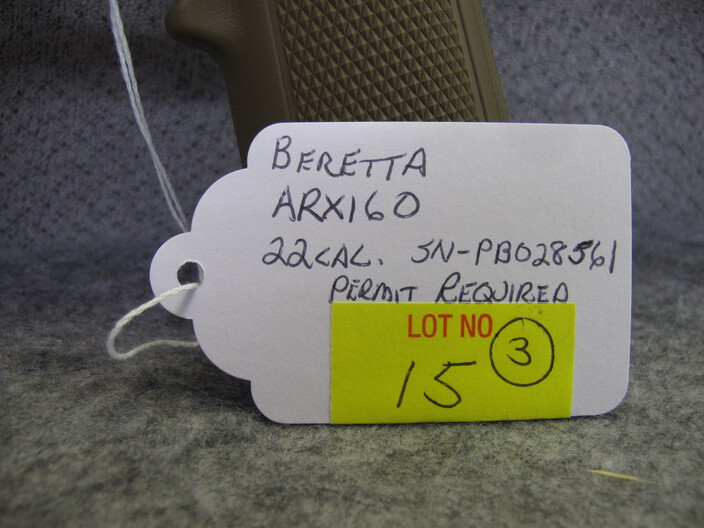 BERETTA
ARX160
22CAL. SN-PB028561
PERMIT REQUIRED
LOT NO
15 3